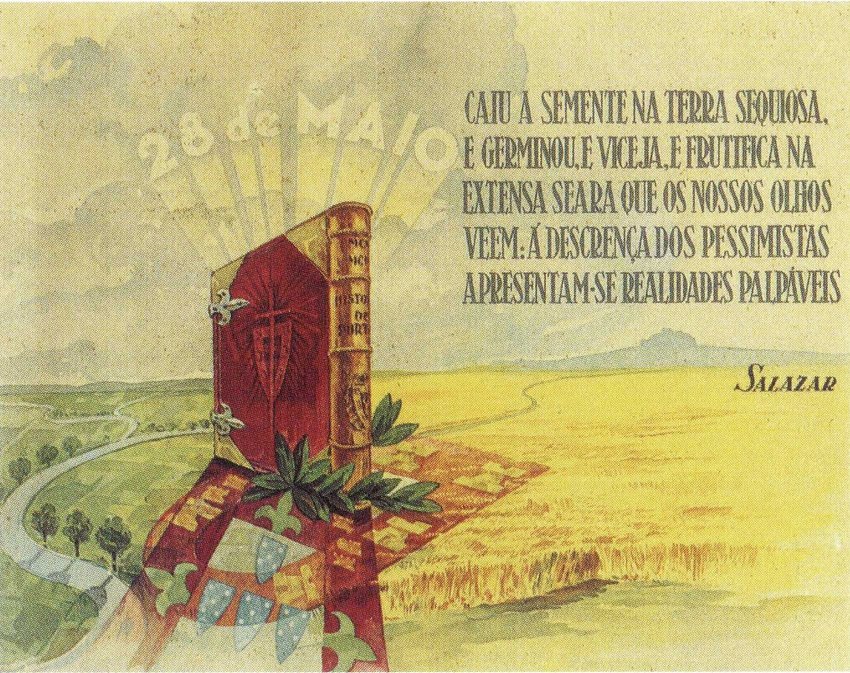 28 de MAIO
CAIU A SEMENTE NA TERRA SEQUIOSA,
E GERMINOU, E VICEJA, E FRUTIFICA NA
EXTENSA SEARA QUE OS NOSSOS OLHOS
VEEM: Á DESCRENÇA DOS PESSIMISTAS
APRESENTAM-SE REALIDADES PALPÁVEIS
SALAZAR
DE